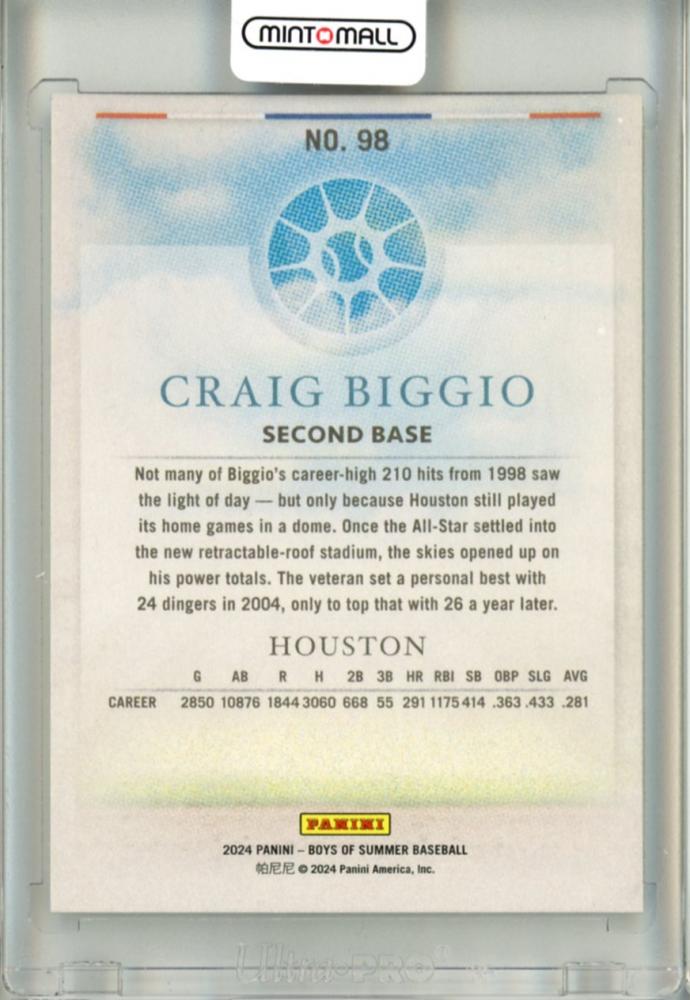 MINT MALL
NO. 98
CRAIG BIGGIO
SECOND BASE
Not many of Biggio's career-high 210 hits from 1998 saw
the light of day — but only because Houston still played
its home games in a dome. Once the All-Star settled into
the new retractable-roof stadium, the skies opened up on
his power totals. The veteran set a personal best with
24 dingers in 2004, only to top that with 26 a year later.
HOUSTON
G AB R H 2B 3B HR RBI SB OBP SLG AVG
CAREER 2850 10876 1844 3060 668 55 291 1175 414 .363 .433 .281
PANINI
2024 PANINI – BOYS OF SUMMER BASEBALL
帕尼尼 © 2024 Panini America, Inc.
Ultra PRO®